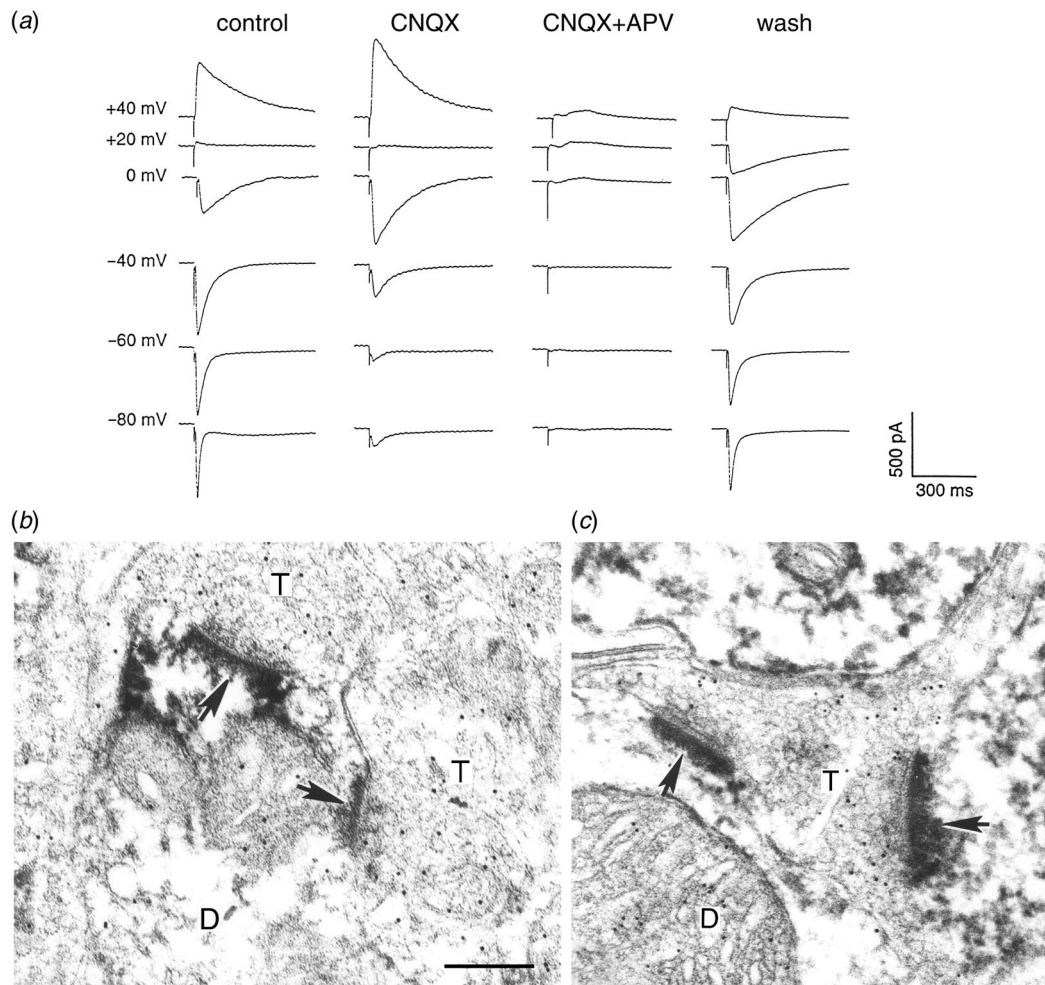 (a)
control CNQX CNQX+APV wash
+40 mV
+20 mV
0 mV
−40 mV
−60 mV
−80 mV
500 pA
300 ms
(b)
(c)
T
T
D
T
D